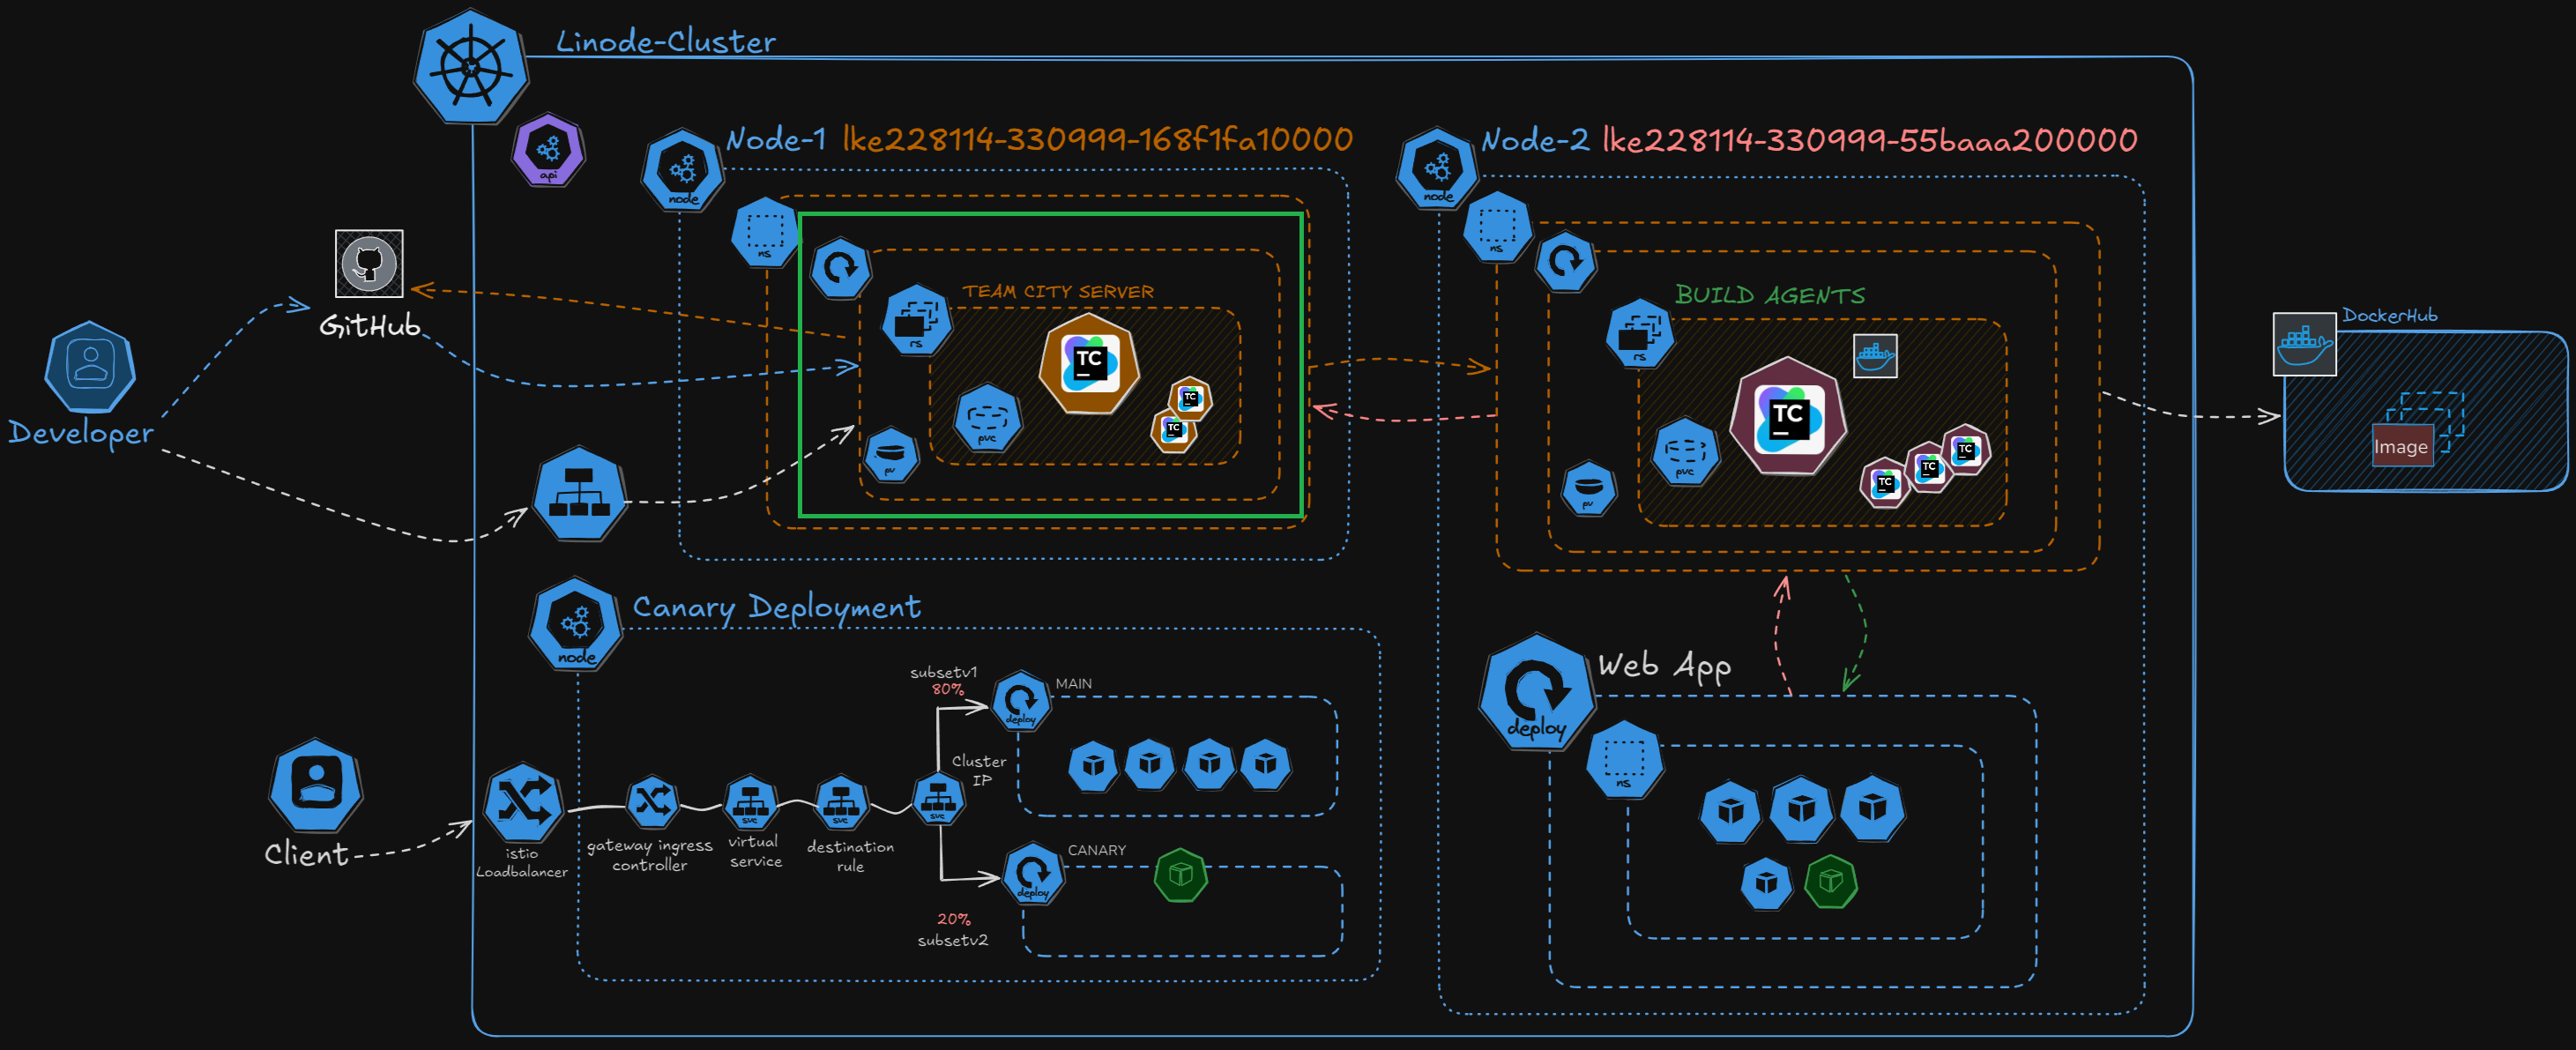 Linode-Cluster
api
Node-1 lke228114-330999-168f1fa10000
node
ns
TEAM CITY SERVER
rs
TC
pvc
TC
TC
pv
Node-2 lke228114-330999-55baaa200000
node
ns
BUILD AGENTS
rs
TC
pvc
TC
TC
TC
pv
GitHub
Developer
DockerHub
Image
Canary Deployment
node
subsetv1
80%
MAIN
deploy
Cluster
IP
svc
svc
svc
istio
Loadbalancer
gateway ingress
controller
virtual
service
destination
rule
CANARY
deploy
20%
subsetv2
Client
Web App
deploy
ns